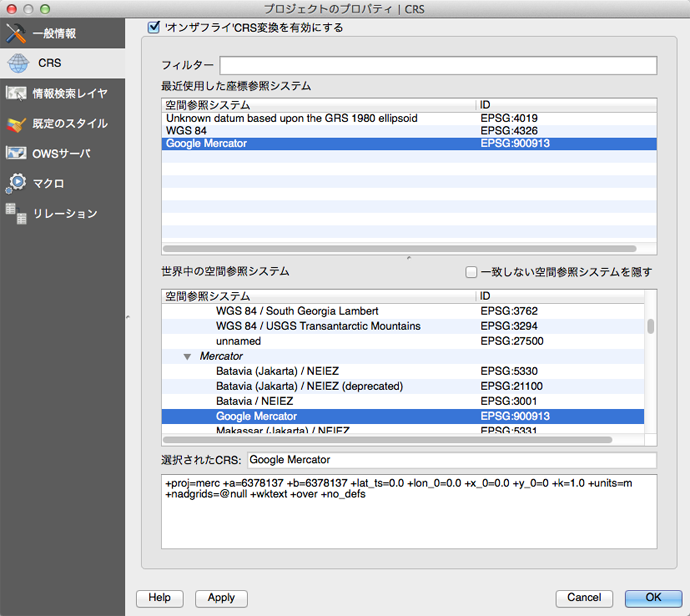 プロジェクトのプロパティ | CRS
一般情報
CRS
情報検索レイヤ
既定のスタイル
OWSサーバ
マクロ
リレーション
'オンザフライ'CRS変換を有効にする
フィルター
最近使用した座標参照システム
空間参照システム ID
Unknown datum based upon the GRS 1980 ellipsoid EPSG:4019
WGS 84 EPSG:4326
Google Mercator EPSG:900913
世界中の空間参照システム
一致しない空間参照システムを隠す
空間参照システム ID
WGS 84 / South Georgia Lambert EPSG:3762
WGS 84 / USGS Transantarctic Mountains EPSG:3294
unnamed EPSG:27500
Mercator
Batavia (Jakarta) / NEIEZ EPSG:5330
Batavia (Jakarta) / NEIEZ (deprecated) EPSG:21100
Batavia / NEIEZ EPSG:3001
Google Mercator EPSG:900913
Makassar (Jakarta) / NEIEZ EPSG:5331
選択されたCRS: Google Mercator
+proj=merc +a=6378137 +b=6378137 +lat_ts=0.0 +lon_0=0.0 +x_0=0.0 +y_0=0 +k=1.0 +units=m
+nadgrids=@null +wktext +over +no_defs
Help
Apply
Cancel
OK